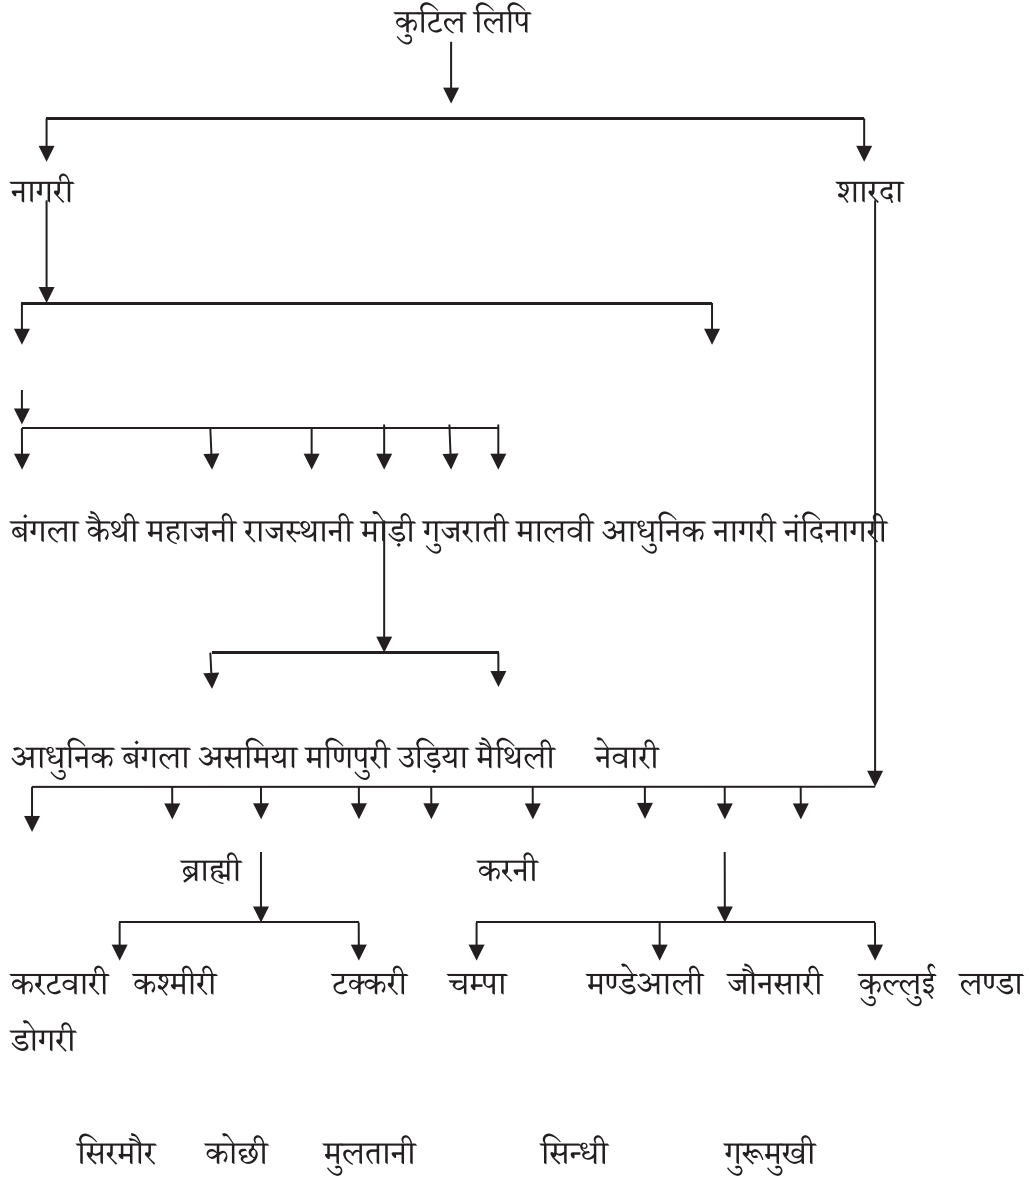 कुटिल लिपि
नागरी शारदा
बंगला कैथी महाजनी राजस्थानी मोड़ी गुजराती मालवी आधुनिक नागरी नंदिनागरी
आधुनिक बंगला असमिया मणिपुरी उड़िया मैथिली नेवारी
ब्राह्मी करनी
करटवारी कश्मीरी टक्करी चम्पा मण्डेआली जौनसारी कुल्लुई लण्डा
डोगरी
सिरमौर कोछी मुलतानी सिन्धी गुरूमुखी